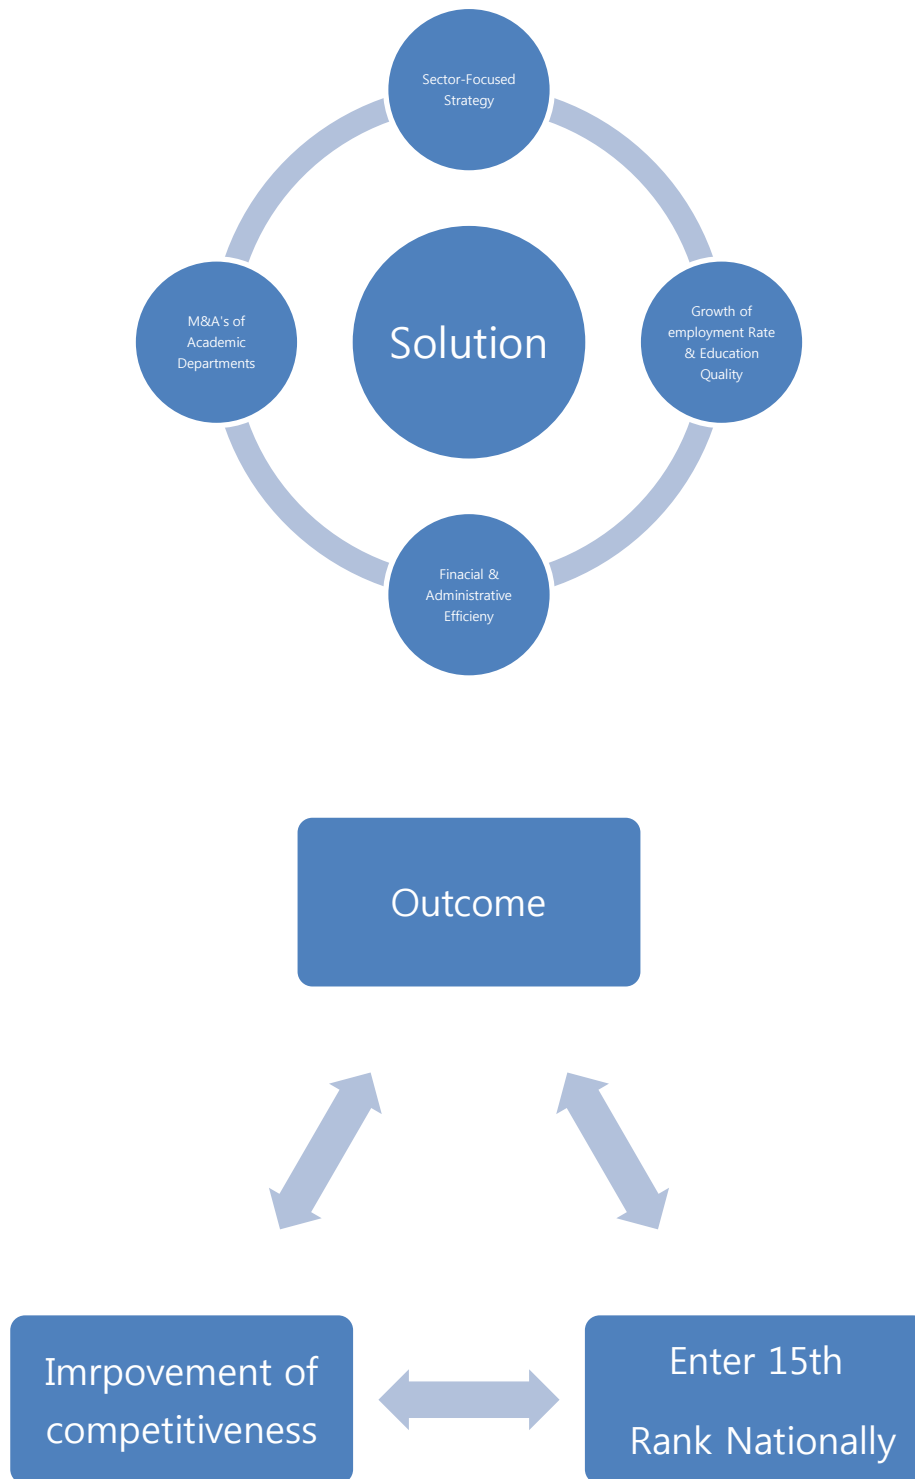 Sector-Focused
Strategy
M&A's of
Academic
Departments
Solution
Growth of
employment Rate
& Education
Quality
Finacial &
Administrative
Efficieny
Outcome
Imrpovement of
competitiveness
Enter 15th
Rank Nationally